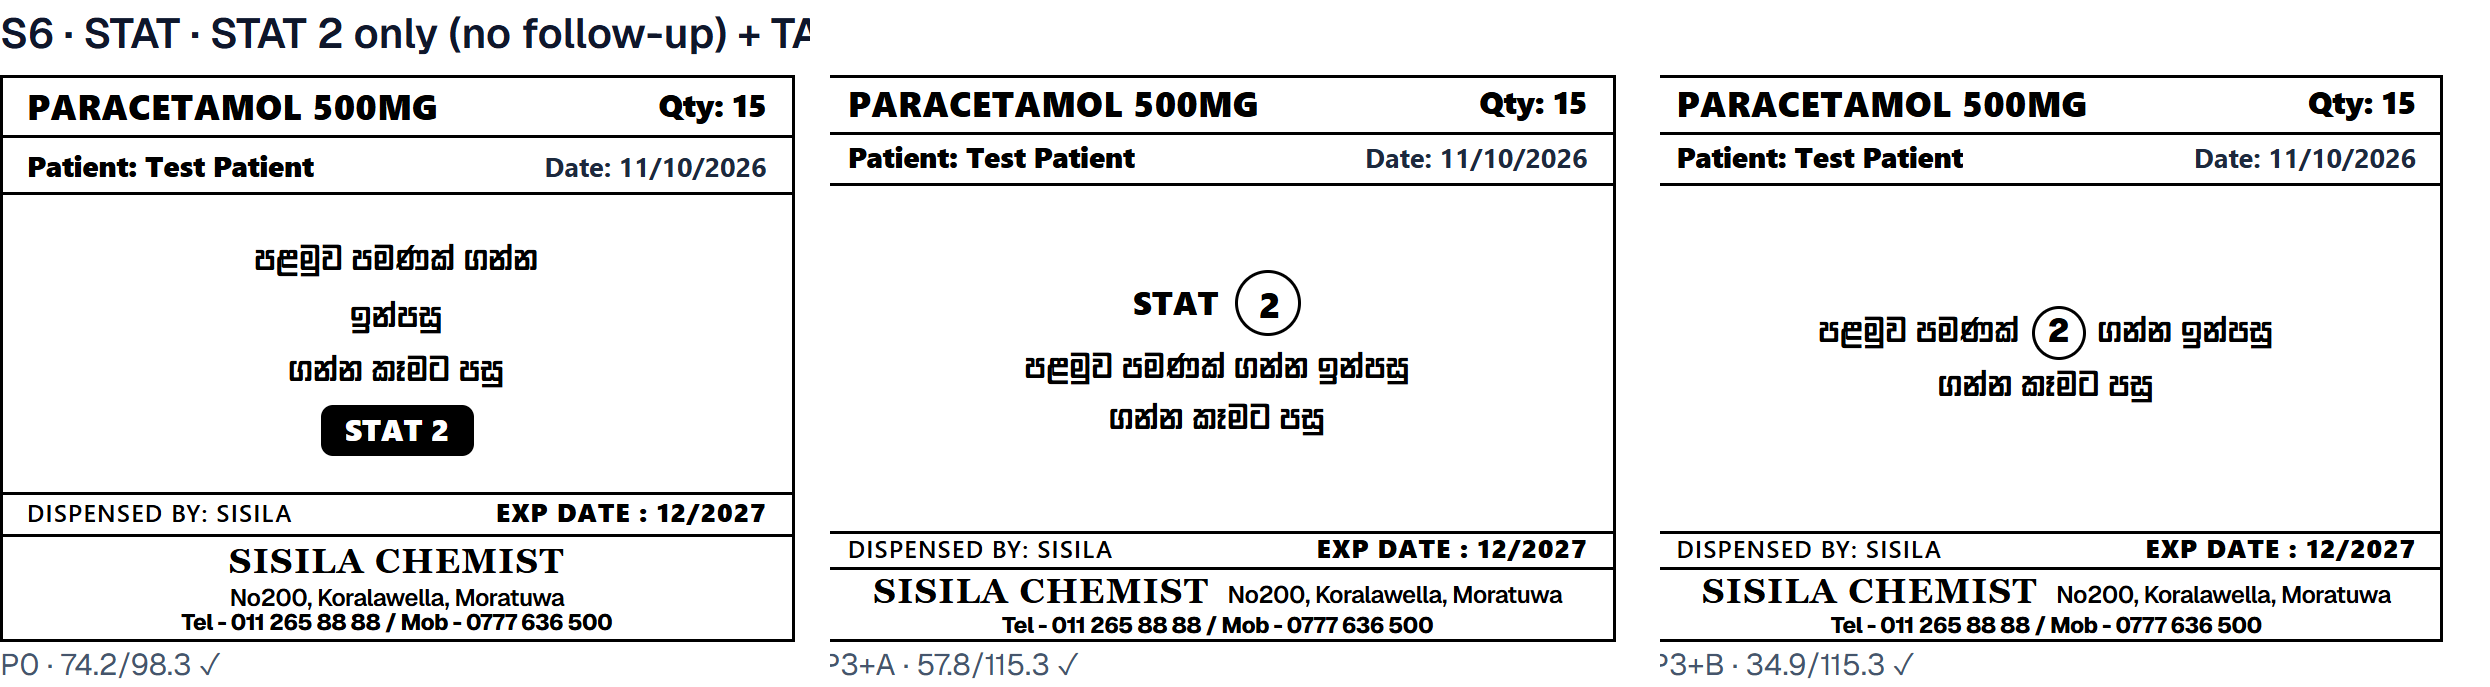 S6 · STAT · STAT 2 only (no follow-up) + TA
PARACETAMOL 500MG Qty: 15
Patient: Test Patient Date: 11/10/2026
පළමුව පමණක් ගන්න
ඉන්පසු
ගන්න කෑමට පසු
STAT 2
DISPENSED BY: SISILA EXP DATE : 12/2027
SISILA CHEMIST
No200, Koralawella, Moratuwa
Tel - 011 265 88 88 / Mob - 0777 636 500
P0 · 74.2/98.3 ✓
PARACETAMOL 500MG Qty: 15
Patient: Test Patient Date: 11/10/2026
STAT 2
පළමුව පමණක් ගන්න ඉන්පසු
ගන්න කෑමට පසු
DISPENSED BY: SISILA EXP DATE : 12/2027
SISILA CHEMIST No200, Koralawella, Moratuwa
Tel - 011 265 88 88 / Mob - 0777 636 500
P3+A · 57.8/115.3 ✓
PARACETAMOL 500MG Qty: 15
Patient: Test Patient Date: 11/10/2026
පළමුව පමණක් 2 ගන්න ඉන්පසු
ගන්න කෑමට පසු
DISPENSED BY: SISILA EXP DATE : 12/2027
SISILA CHEMIST No200, Koralawella, Moratuwa
Tel - 011 265 88 88 / Mob - 0777 636 500
P3+B · 34.9/115.3 ✓